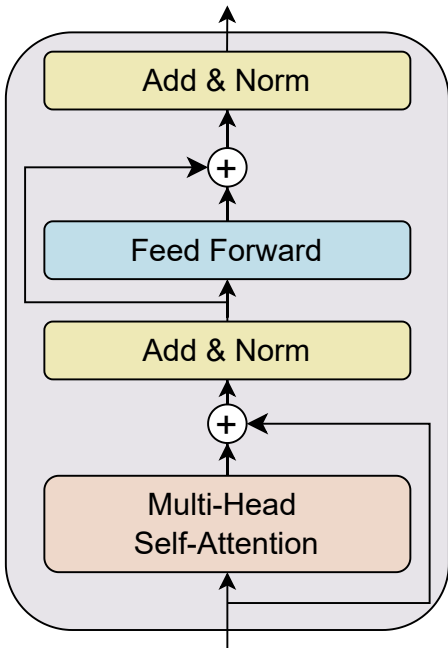 Add & Norm
+
Feed Forward
Add & Norm
+
Multi-Head
Self-Attention